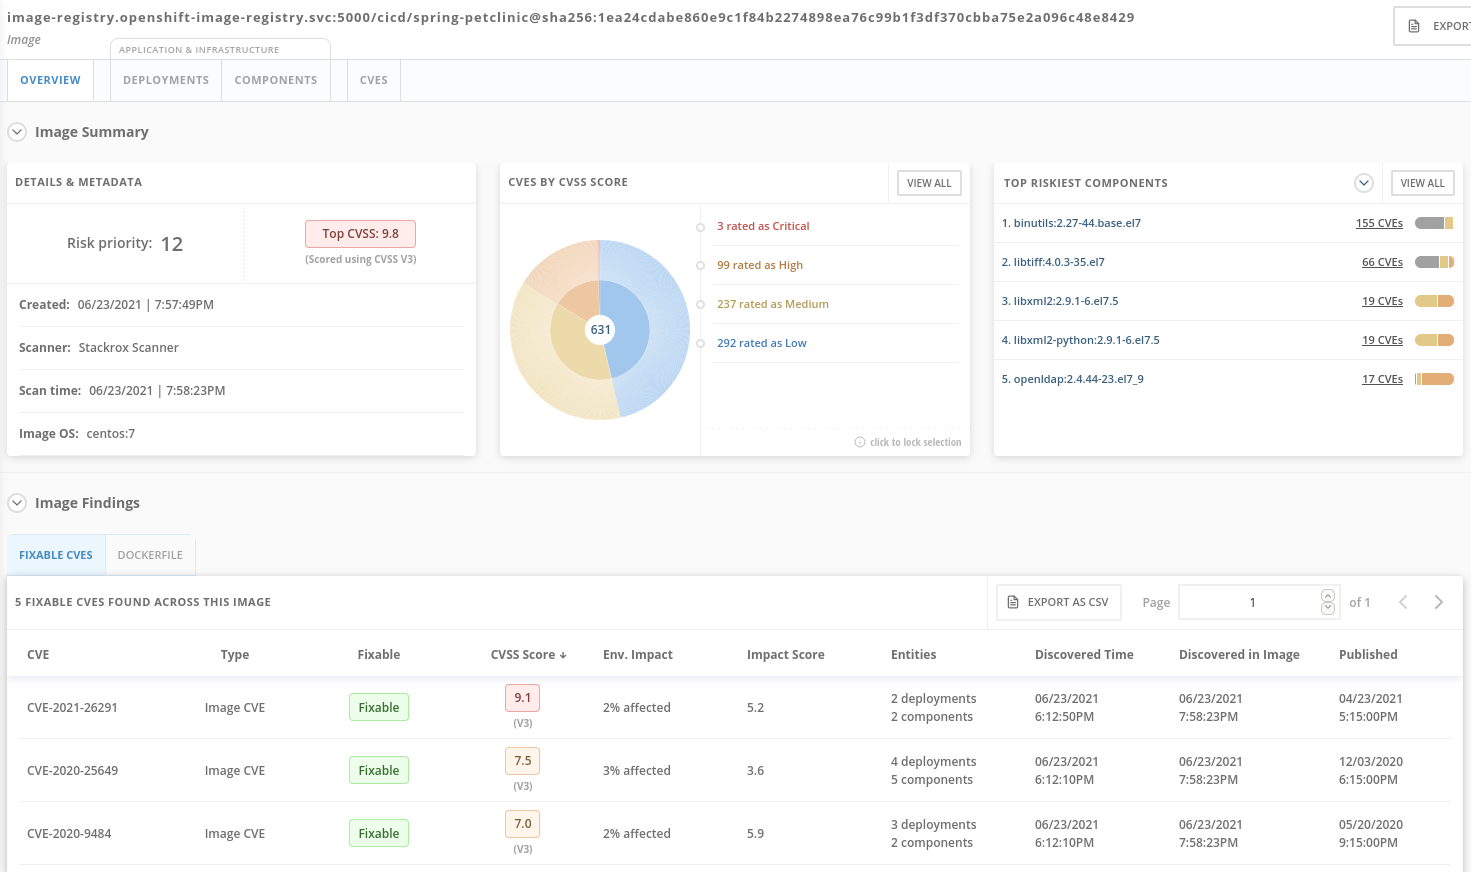 image-registry.openshift-image-registry.svc:5000/cicd/spring-petclinic@sha256:1ea24cdabe860e9c1f84b2274898ea76c99b1f3df370cbba75e2a096c48e8429
Image
EXPORT
APPLICATION & INFRASTRUCTURE
OVERVIEW DEPLOYMENTS COMPONENTS CVES
Image Summary
DETAILS & METADATA
Risk priority: 12
Top CVSS: 9.8
(Scored using CVSS V3)
Created: 06/23/2021 | 7:57:49PM
Scanner: Stackrox Scanner
Scan time: 06/23/2021 | 7:58:23PM
Image OS: centos:7
CVES BY CVSS SCORE
VIEW ALL
631
3 rated as Critical
99 rated as High
237 rated as Medium
292 rated as Low
click to lock selection
TOP RISKIEST COMPONENTS
VIEW ALL
1. binutils:2.27-44.base.el7 155 CVEs
2. libtiff:4.0.3-35.el7 66 CVEs
3. libxml2:2.9.1-6.el7.5 19 CVEs
4. libxml2-python:2.9.1-6.el7.5 19 CVEs
5. openldap:2.4.44-23.el7_9 17 CVEs
Image Findings
FIXABLE CVES DOCKERFILE
5 FIXABLE CVES FOUND ACROSS THIS IMAGE
EXPORT AS CSV Page 1 of 1
CVE Type Fixable CVSS Score Env. Impact Impact Score Entities Discovered Time Discovered in Image Published
CVE-2021-26291 Image CVE Fixable 9.1 (V3) 2% affected 5.2 2 deployments 2 components 06/23/2021 6:12:50PM 06/23/2021 7:58:23PM 04/23/2021 5:15:00PM
CVE-2020-25649 Image CVE Fixable 7.5 (V3) 3% affected 3.6 4 deployments 5 components 06/23/2021 6:12:10PM 06/23/2021 7:58:23PM 12/03/2020 6:15:00PM
CVE-2020-9484 Image CVE Fixable 7.0 (V3) 2% affected 5.9 3 deployments 2 components 06/23/2021 6:12:10PM 06/23/2021 7:58:23PM 05/20/2020 9:15:00PM